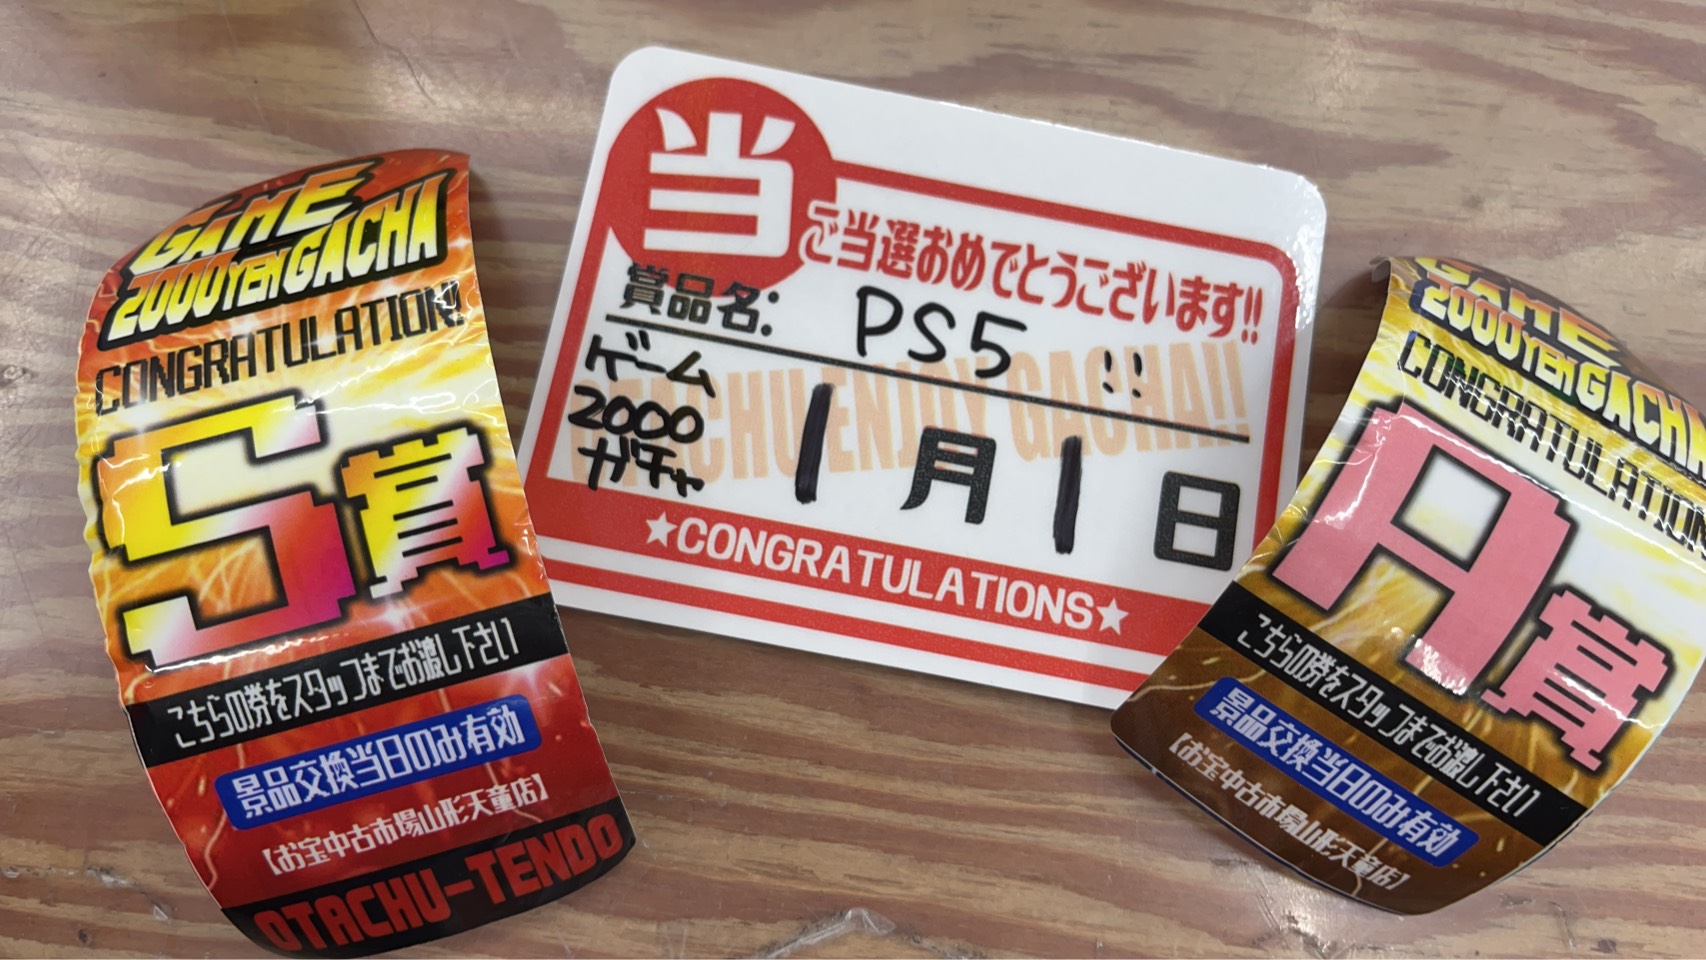 GAME
2000YEN GACHA
CONGRATULATION!
S賞
こちらの券をスタッフまでお渡し下さい
景品交換当日のみ有効
【お宝中古市場山形天童店】
OTACHU-TENDO
当
ご当選おめでとうございます!!
賞品名: PS5 !!
OTACHU ENJOY GACHA!!
ゲーム
2000
ガチャ
1月1日
★CONGRATULATIONS★
GAME
2000YEN GACHA
CONGRATULATION
A賞
こちらの券をスタッフまでお渡し下さい
景品交換当日のみ有効
【お宝中古市場山形天童店】